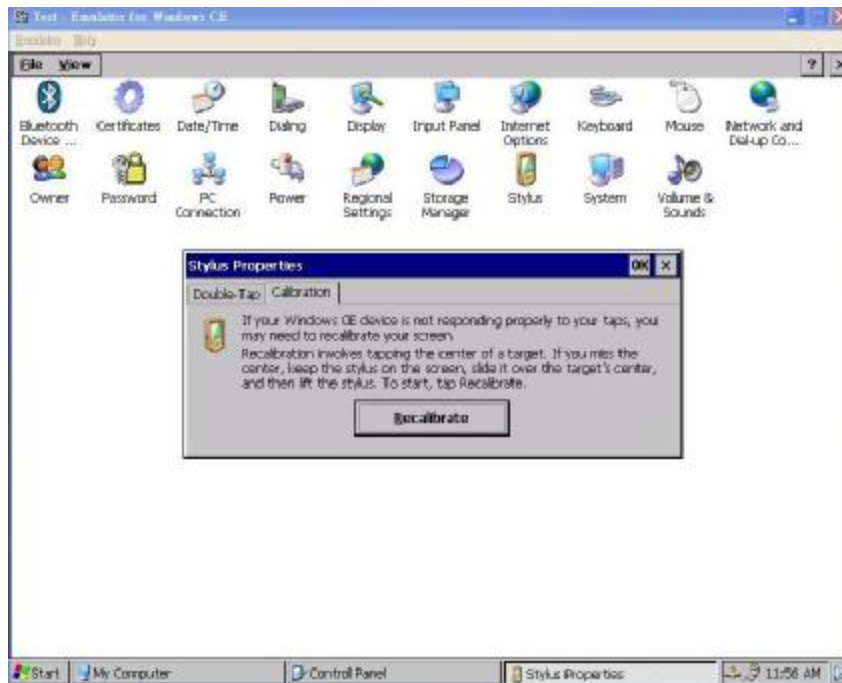 Test - Emulator for Windows CE
Emulator Help
File View ? ×
Bluetooth Device ...
Certificates
Date/Time
Dialing
Display
Input Panel
Internet Options
Keyboard
Mouse
Network and Dial-up Co...
Owner
Password
PC Connection
Power
Regional Settings
Storage Manager
Stylus
System
Volume & Sounds
Stylus Properties OK ×
Double-Tap Calibration
If your Windows CE device is not responding properly to your taps, you
may need to recalibrate your screen.
Recalibration involves tapping the center of a target. If you miss the
center, keep the stylus on the screen, slide it over the target's center,
and then lift the stylus. To start, tap Recalibrate.
Recalibrate
Start My Computer Control Panel Stylus Properties 11:56 AM